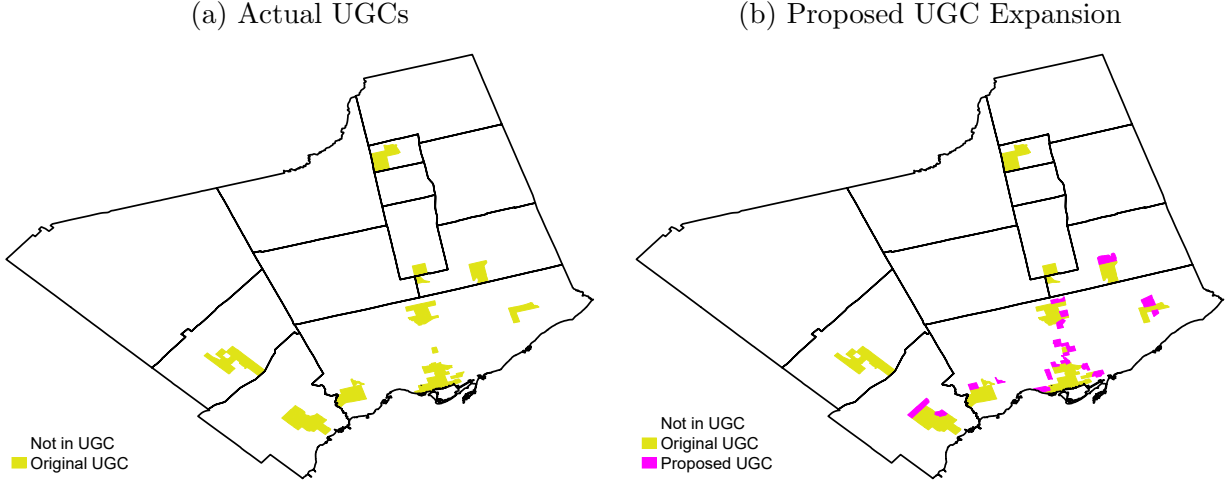 (a) Actual UGCs
(b) Proposed UGC Expansion
Not in UGC
Original UGC
Not in UGC
Original UGC
Proposed UGC